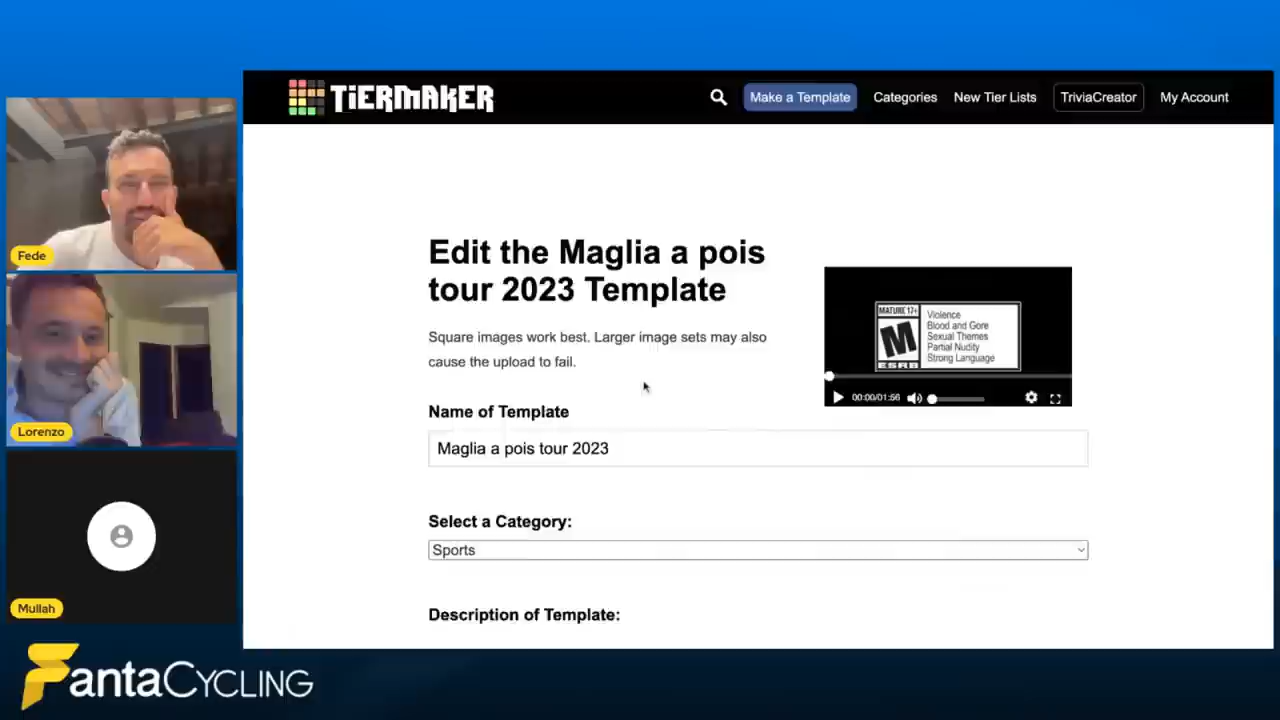 TiERMAKER
Make a Template
Categories
New Tier Lists
TriviaCreator
My Account
Fede
Lorenzo
Mullah
Edit the Maglia a pois
tour 2023 Template
Square images work best. Larger image sets may also
cause the upload to fail.
MATURE 17+
M
ESRB
Violence
Blood and Gore
Sexual Themes
Partial Nudity
Strong Language
00:00/01:56
Name of Template
Maglia a pois tour 2023
Select a Category:
Sports
Description of Template:
FantaCycling